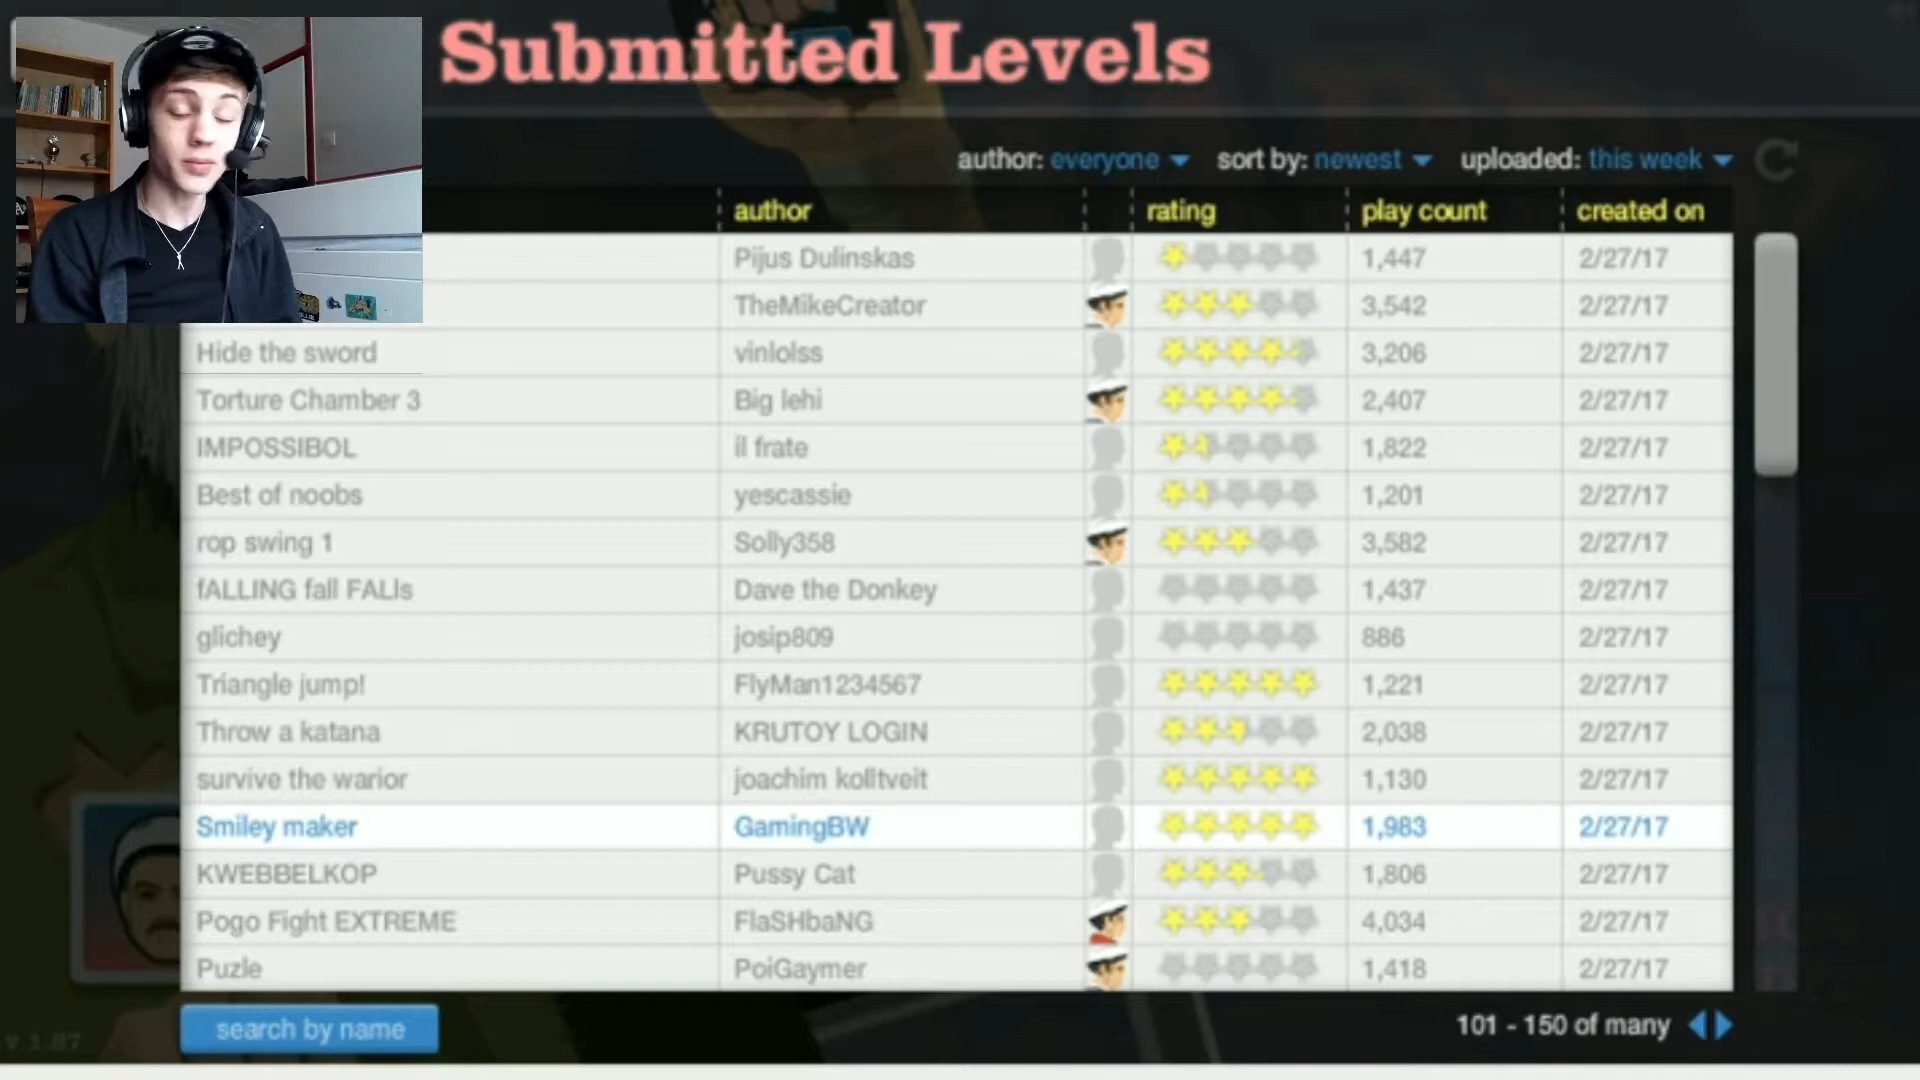 Submitted Levels
author: everyone sort by: newest uploaded: this week
author rating play count created on
Pijus Dulinskas 1,447 2/27/17
TheMikeCreator 3,542 2/27/17
Hide the sword vinlolss 3,206 2/27/17
Torture Chamber 3 Big lehi 2,407 2/27/17
IMPOSSIBOL il frate 1,822 2/27/17
Best of noobs yescassie 1,201 2/27/17
rop swing 1 Solly358 3,582 2/27/17
fALLING fall FALls Dave the Donkey 1,437 2/27/17
glichey josip809 886 2/27/17
Triangle jump! FlyMan1234567 1,221 2/27/17
Throw a katana KRUTOY LOGIN 2,038 2/27/17
survive the warior joachim kolltveit 1,130 2/27/17
Smiley maker GamingBW 1,983 2/27/17
KWEBBELKOP Pussy Cat 1,806 2/27/17
Pogo Fight EXTREME FlaSHbaNG 4,034 2/27/17
Puzle PoiGaymer 1,418 2/27/17
search by name 101 - 150 of many
v 1.87